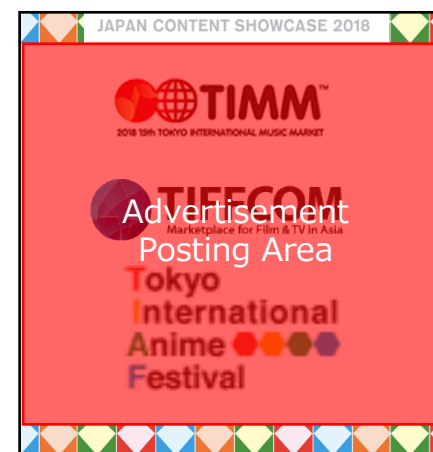 JAPAN CONTENT SHOWCASE 2018
TIMM™
2018 15th TOKYO INTERNATIONAL MUSIC MARKET
TIFFCOM
Marketplace for Film & TV in Asia
Advertisement
Posting Area
Tokyo
International
Anime
Festival